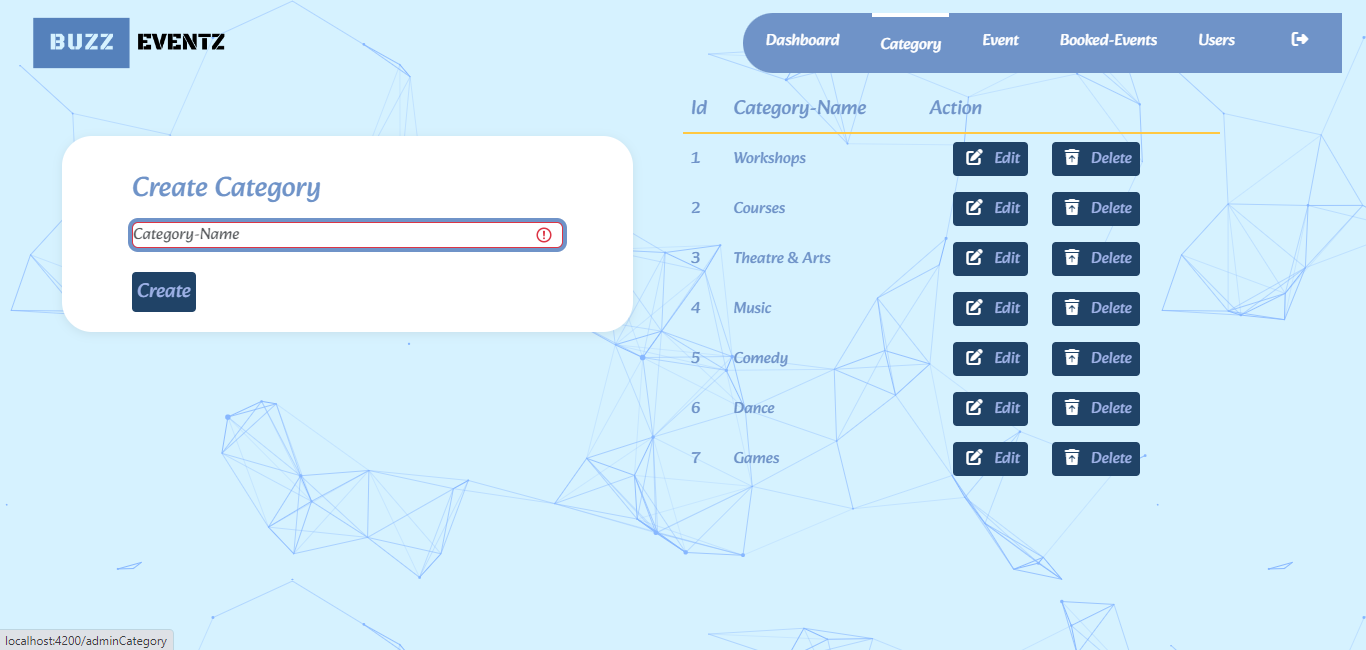 BUZZ EVENTZ
Dashboard Category Event Booked-Events Users
Create Category
Category-Name
Create
Id Category-Name Action
1 Workshops Edit Delete
2 Courses Edit Delete
3 Theatre & Arts Edit Delete
4 Music Edit Delete
5 Comedy Edit Delete
6 Dance Edit Delete
7 Games Edit Delete
localhost:4200/adminCategory